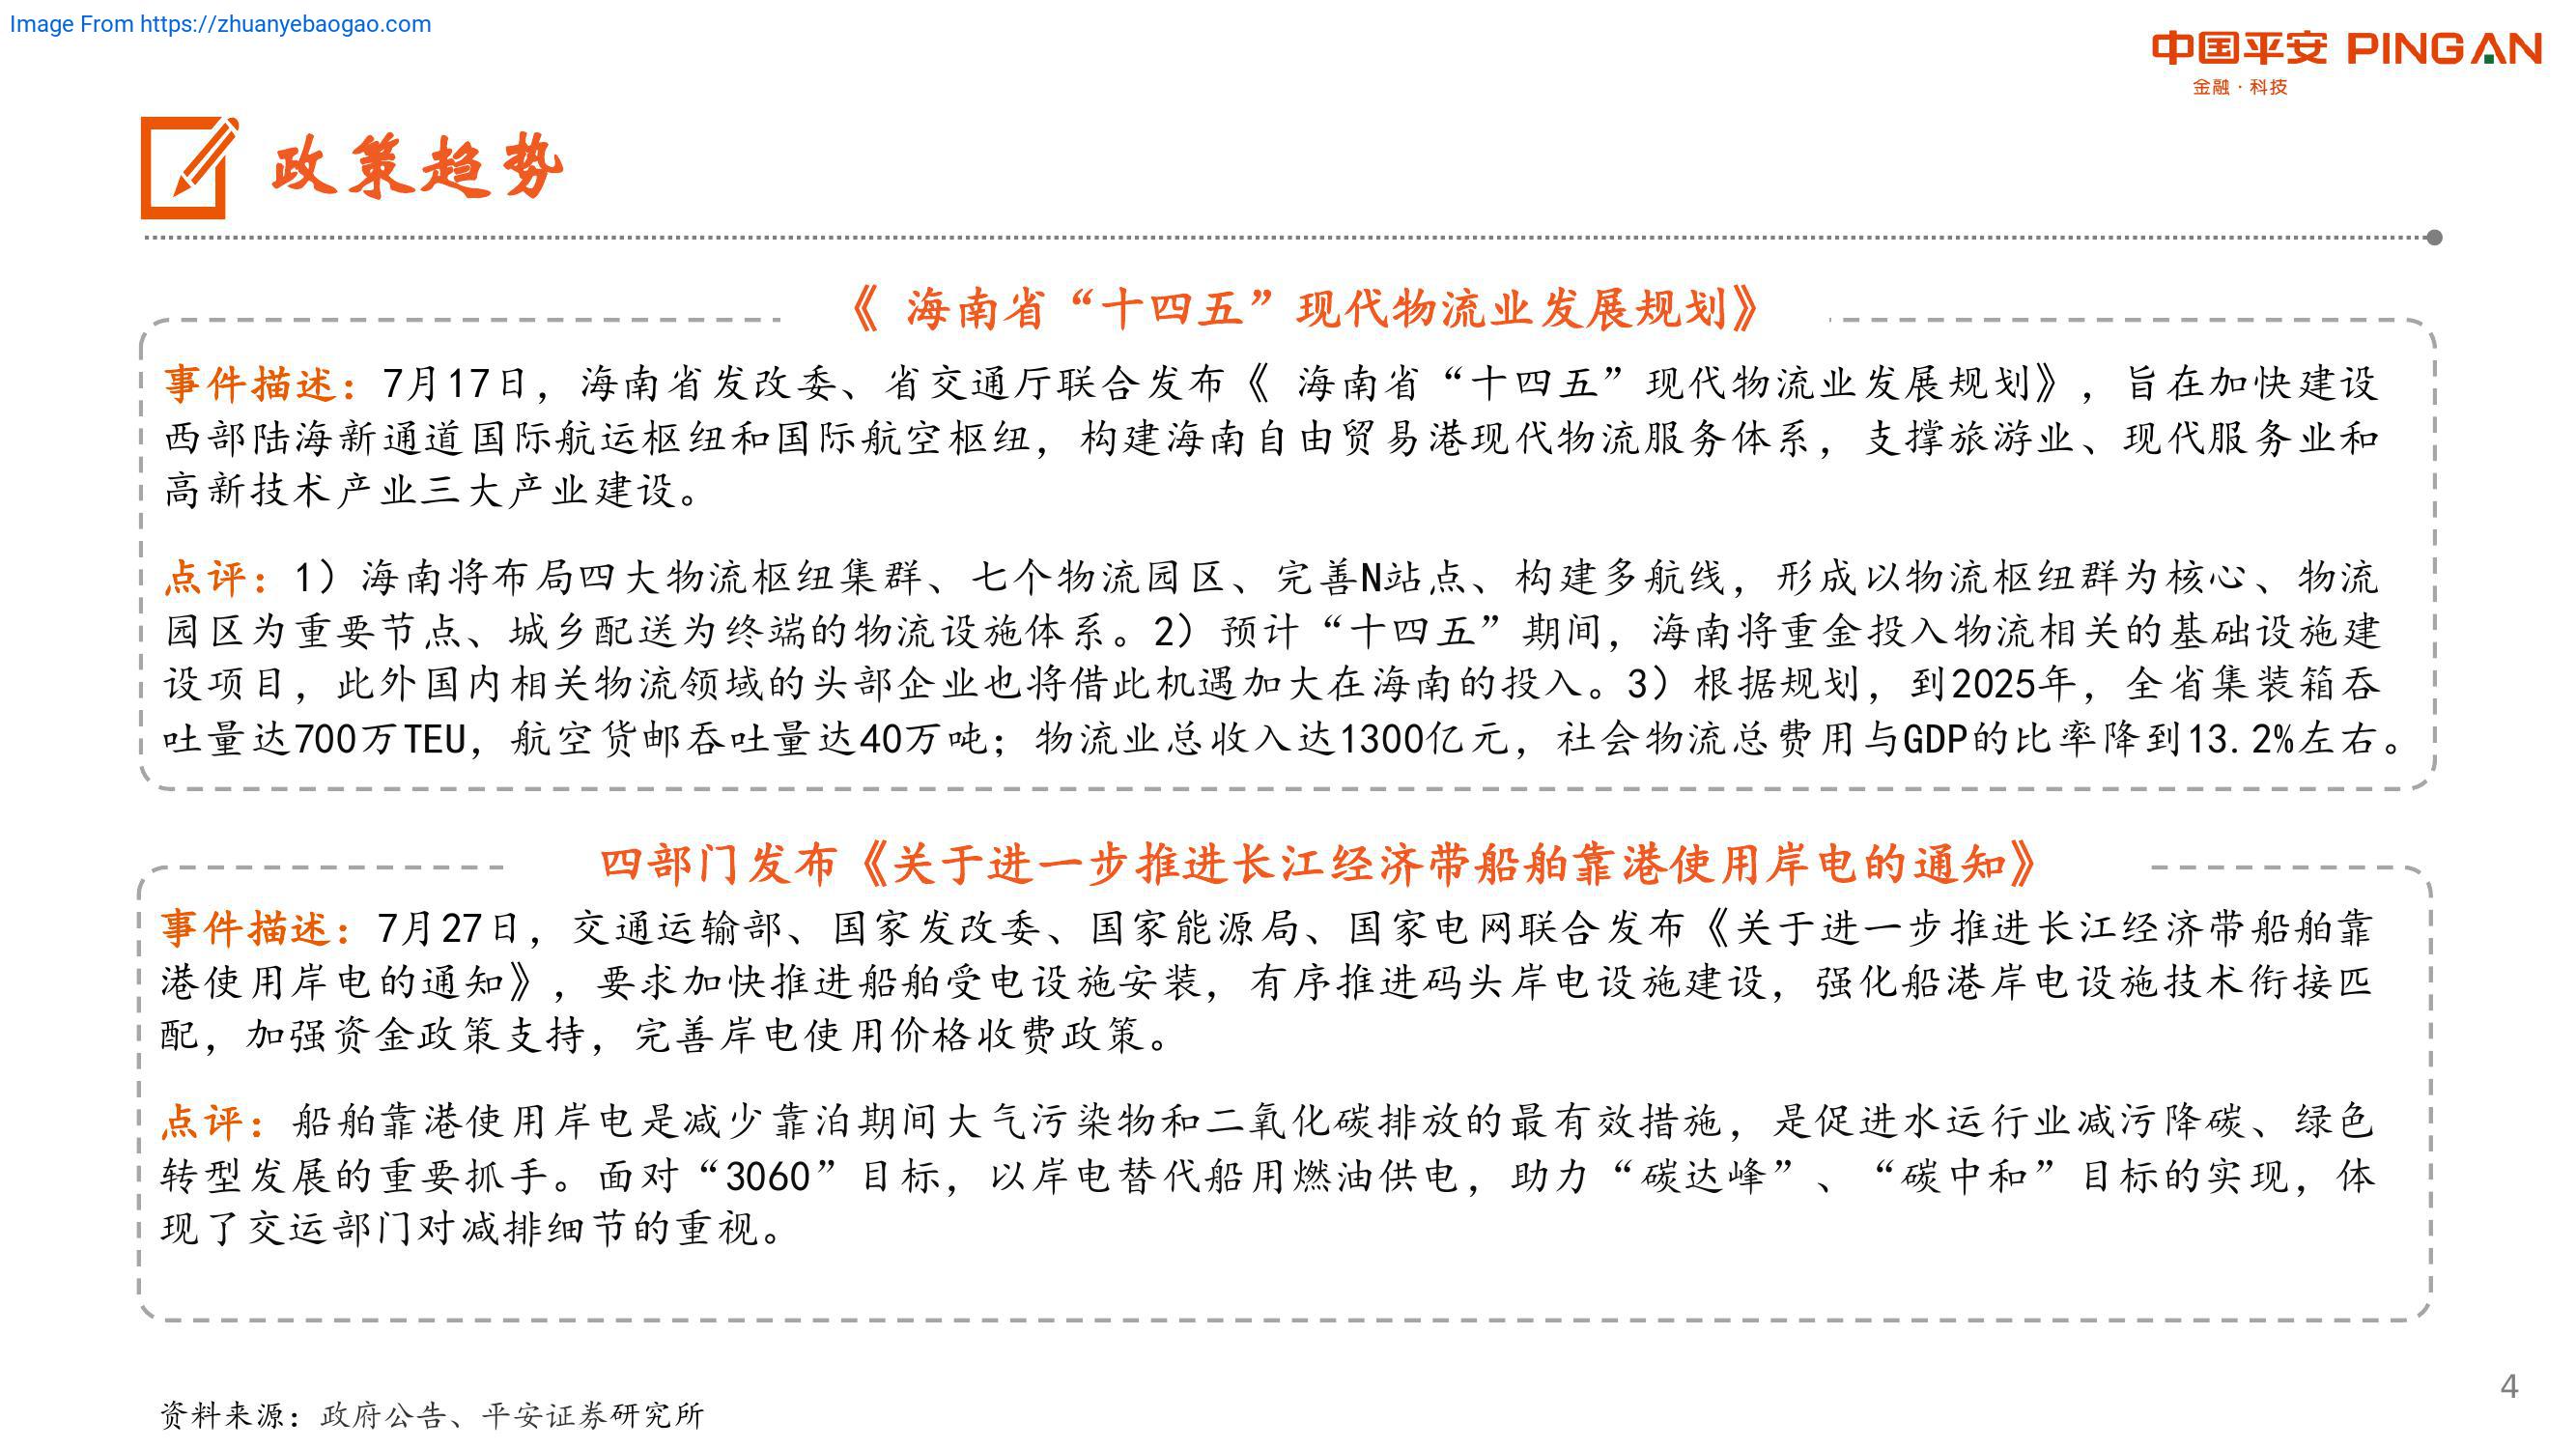 Image From https://zhuanyebaogao.com
中国平安 PINGAN
金融·科技
政策趋势
《 海南省“十四五”现代物流业发展规划》
事件描述：7月17日，海南省发改委、省交通厅联合发布《 海南省“十四五”现代物流业发展规划》，旨在加快建设
西部陆海新通道国际航运枢纽和国际航空枢纽，构建海南自由贸易港现代物流服务体系，支撑旅游业、现代服务业和
高新技术产业三大产业建设。
点评：1）海南将布局四大物流枢纽集群、七个物流园区、完善N站点、构建多航线，形成以物流枢纽群为核心、物流
园区为重要节点、城乡配送为终端的物流设施体系。2）预计“十四五”期间，海南将重金投入物流相关的基础设施建
设项目，此外国内相关物流领域的头部企业也将借此机遇加大在海南的投入。3）根据规划，到2025年，全省集装箱吞
吐量达700万TEU，航空货邮吞吐量达40万吨；物流业总收入达1300亿元，社会物流总费用与GDP的比率降到13.2%左右。
四部门发布《关于进一步推进长江经济带船舶靠港使用岸电的通知》
事件描述：7月27日，交通运输部、国家发改委、国家能源局、国家电网联合发布《关于进一步推进长江经济带船舶靠
港使用岸电的通知》，要求加快推进船舶受电设施安装，有序推进码头岸电设施建设，强化船港岸电设施技术衔接匹
配，加强资金政策支持，完善岸电使用价格收费政策。
点评：船舶靠港使用岸电是减少靠泊期间大气污染物和二氧化碳排放的最有效措施，是促进水运行业减污降碳、绿色
转型发展的重要抓手。面对“3060”目标，以岸电替代船用燃油供电，助力“碳达峰”、“碳中和”目标的实现，体
现了交运部门对减排细节的重视。
资料来源：政府公告、平安证券研究所
4